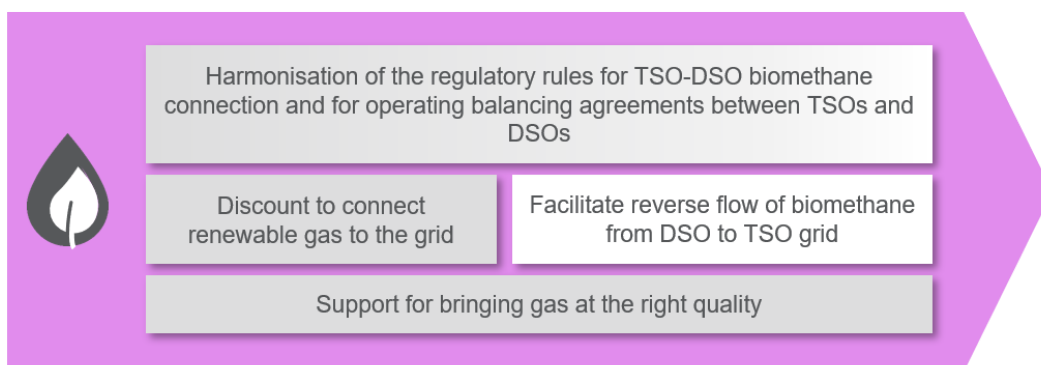 Harmonisation of the regulatory rules for TSO-DSO biomethane
connection and for operating balancing agreements between TSOs and
DSOs
Discount to connect
renewable gas to the grid
Facilitate reverse flow of biomethane
from DSO to TSO grid
Support for bringing gas at the right quality